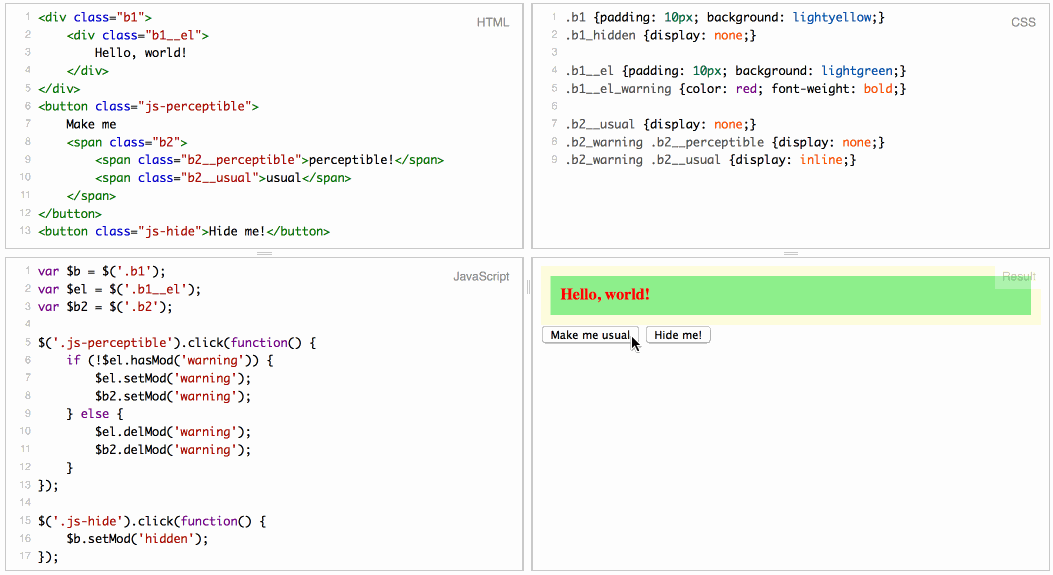 HTML
1 <div class="b1">
2     <div class="b1__el">
3         Hello, world!
4     </div>
5 </div>
6 <button class="js-perceptible">
7     Make me
8     <span class="b2">
9         <span class="b2__perceptible">perceptible!</span>
10         <span class="b2__usual">usual</span>
11     </span>
12 </button>
13 <button class="js-hide">Hide me!</button>
CSS
1 .b1 {padding: 10px; background: lightyellow;}
2 .b1_hidden {display: none;}
3
4 .b1__el {padding: 10px; background: lightgreen;}
5 .b1__el_warning {color: red; font-weight: bold;}
6
7 .b2__usual {display: none;}
8 .b2_warning .b2__perceptible {display: none;}
9 .b2_warning .b2__usual {display: inline;}
JavaScript
1 var $b = $('.b1');
2 var $el = $('.b1__el');
3 var $b2 = $('.b2');
4
5 $('.js-perceptible').click(function() {
6     if (!$el.hasMod('warning')) {
7         $el.setMod('warning');
8         $b2.setMod('warning');
9     } else {
10         $el.delMod('warning');
11         $b2.delMod('warning');
12     }
13 });
14
15 $('.js-hide').click(function() {
16     $b.setMod('hidden');
17 });
Result
Hello, world!
Make me usual Hide me!